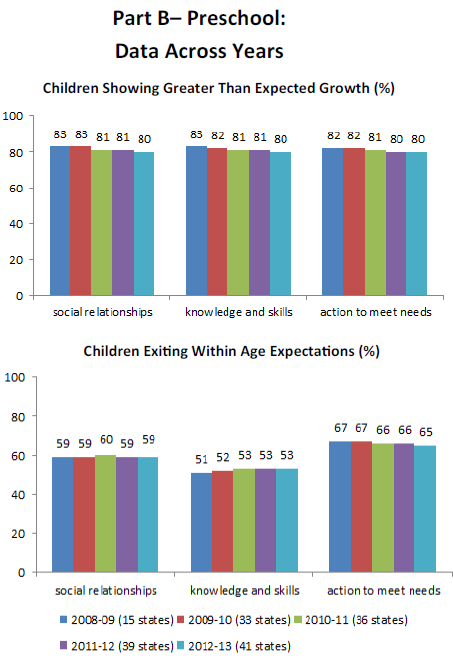 Part B– Preschool:
Data Across Years
Children Showing Greater Than Expected Growth (%)
100
80
60
40
20
0
83 83 81 81 80
83 82 81 81 80
82 82 81 80 80
social relationships knowledge and skills action to meet needs
Children Exiting Within Age Expectations (%)
100
80
60
40
20
0
59 59 60 59 59
51 52 53 53 53
67 67 66 66 65
social relationships knowledge and skills action to meet needs
2008-09 (15 states) 2009-10 (33 states) 2010-11 (36 states)
2011-12 (39 states) 2012-13 (41 states)